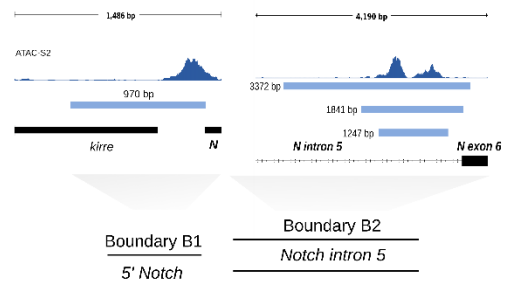 1,486 bp
4,190 bp
ATAC-S2
970 bp
3372 bp
1841 bp
1247 bp
kirre
N
N intron 5
N exon 6
Boundary B1
5' Notch
Boundary B2
Notch intron 5